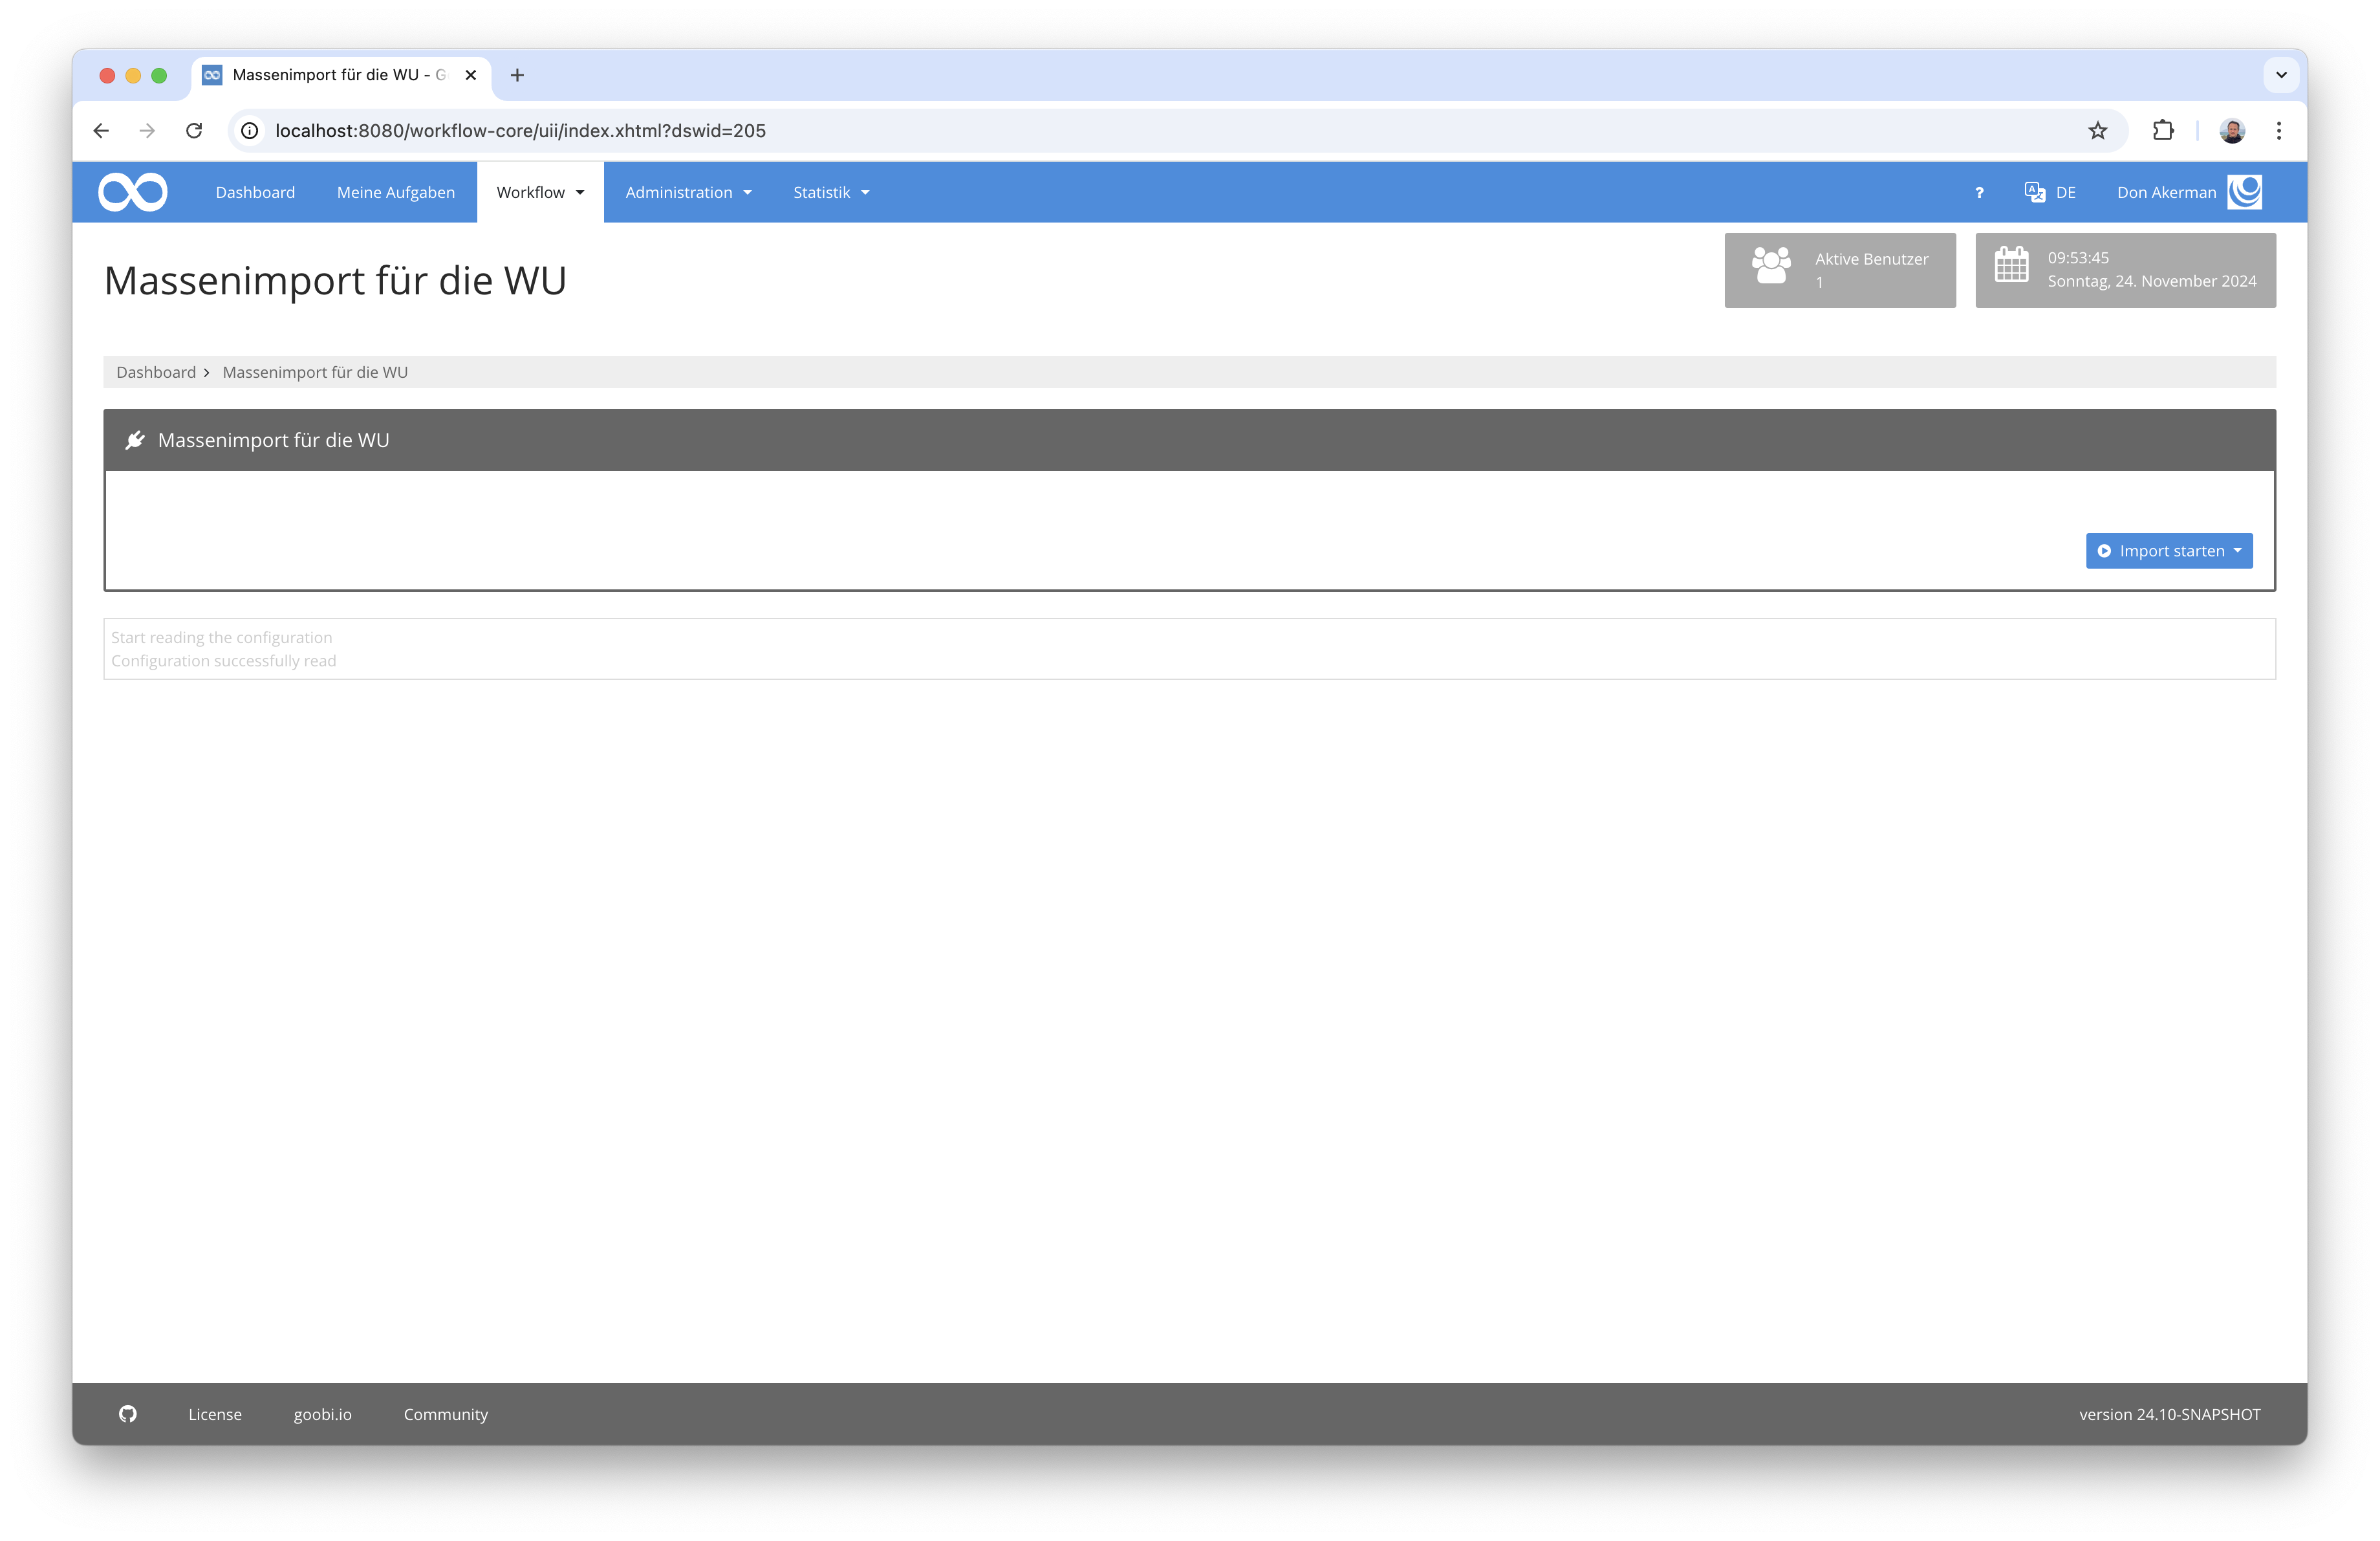 Massenimport für die WU - G
localhost:8080/workflow-core/uii/index.xhtml?dswid=205
Dashboard Meine Aufgaben Workflow Administration Statistik ? DE Don Akerman
Massenimport für die WU
Aktive Benutzer
1
09:53:45
Sonntag, 24. November 2024
Dashboard > Massenimport für die WU
Massenimport für die WU
Import starten
Start reading the configuration
Configuration successfully read
License goobi.io Community version 24.10-SNAPSHOT